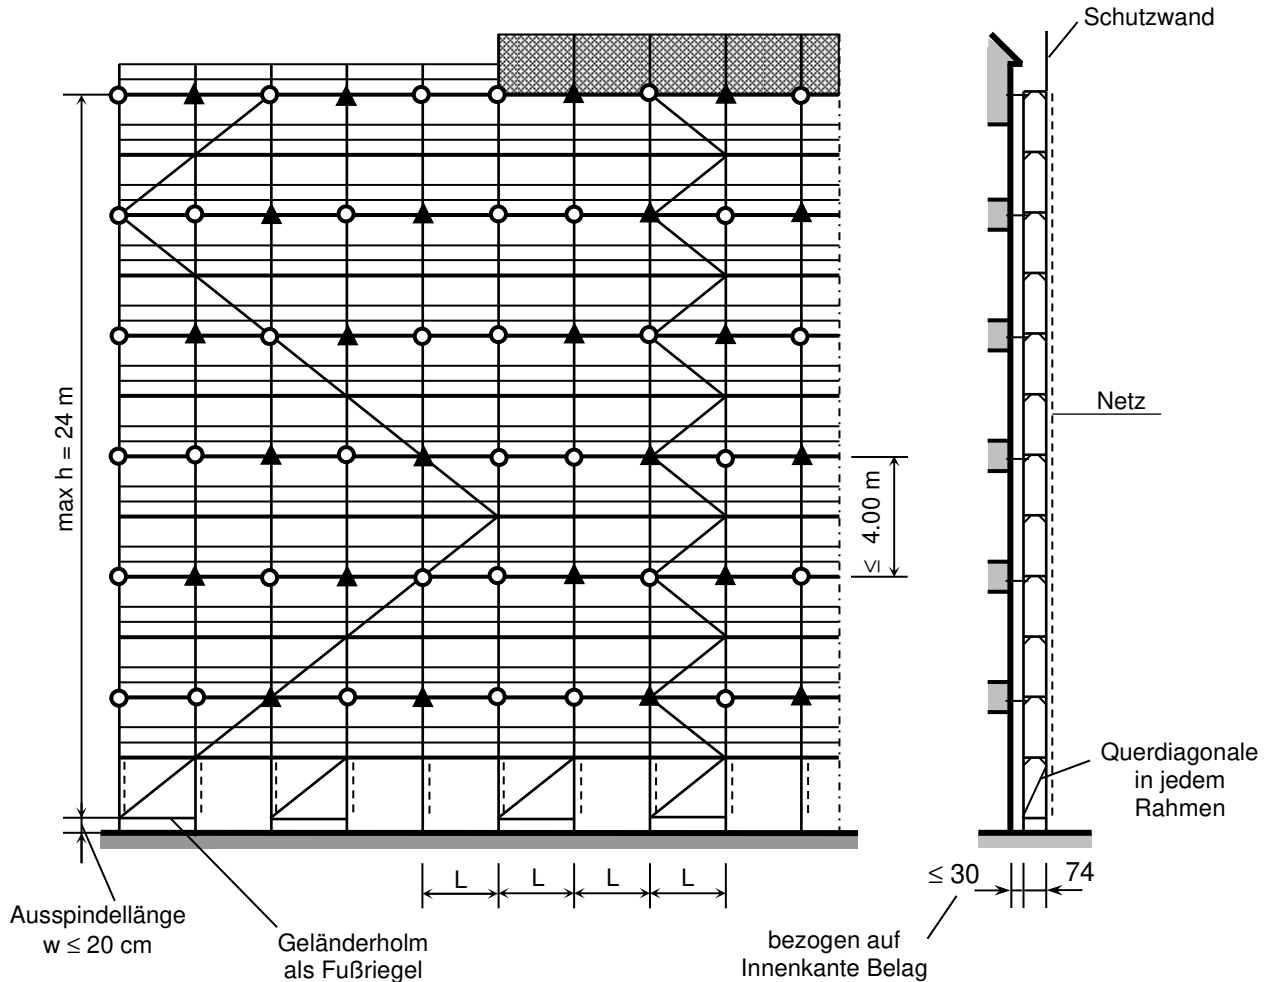 Schutzwand
max h = 24 m
Netz
≤ 4.00 m
Querdiagonale
in jedem
Rahmen
L
L
L
L
≤ 30
74
Ausspindellänge
w ≤ 20 cm
Geländerholm
als Fußriegel
bezogen auf
Innenkante Belag